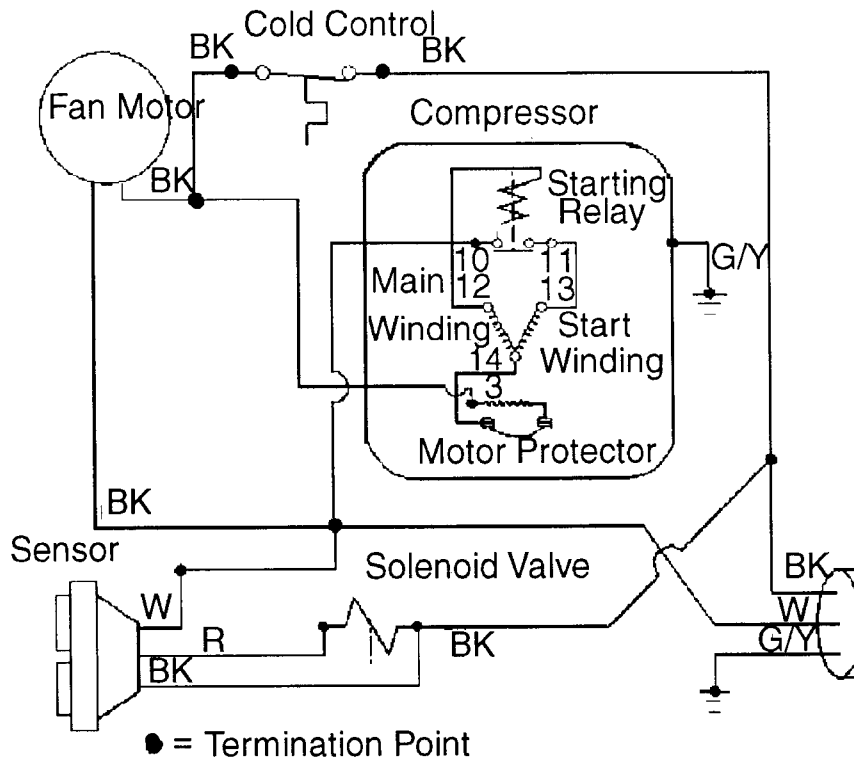 Cold Control
BK
BK
Fan Motor
Compressor
BK
Starting
Relay
G/Y
10
11
Main
12
13
Winding
Start
Winding
14
3
Motor Protector
BK
Sensor
Solenoid Valve
BK
W
W
G/Y
R
BK
BK
= Termination Point